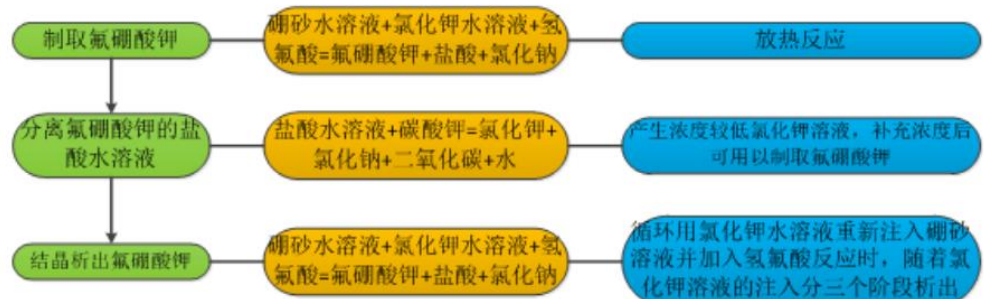 制取氟硼酸钾
硼砂水溶液+氯化钾水溶液+氢
氟酸=氟硼酸钾+盐酸+氯化钠
放热反应
分离氟硼酸钾的盐
酸水溶液
盐酸水溶液+碳酸钾=氯化钾+
氯化钠+二氧化碳+水
产生浓度较低氯化钾溶液，补充浓度后
可用以制取氟硼酸钾
结晶析出氟硼酸钾
硼砂水溶液+氯化钾水溶液+氢
氟酸=氟硼酸钾+盐酸+氯化钠
循环用氯化钾水溶液重新注入硼砂
溶液并加入氢氟酸反应时，随着氯
化钾溶液的注入分三个阶段析出